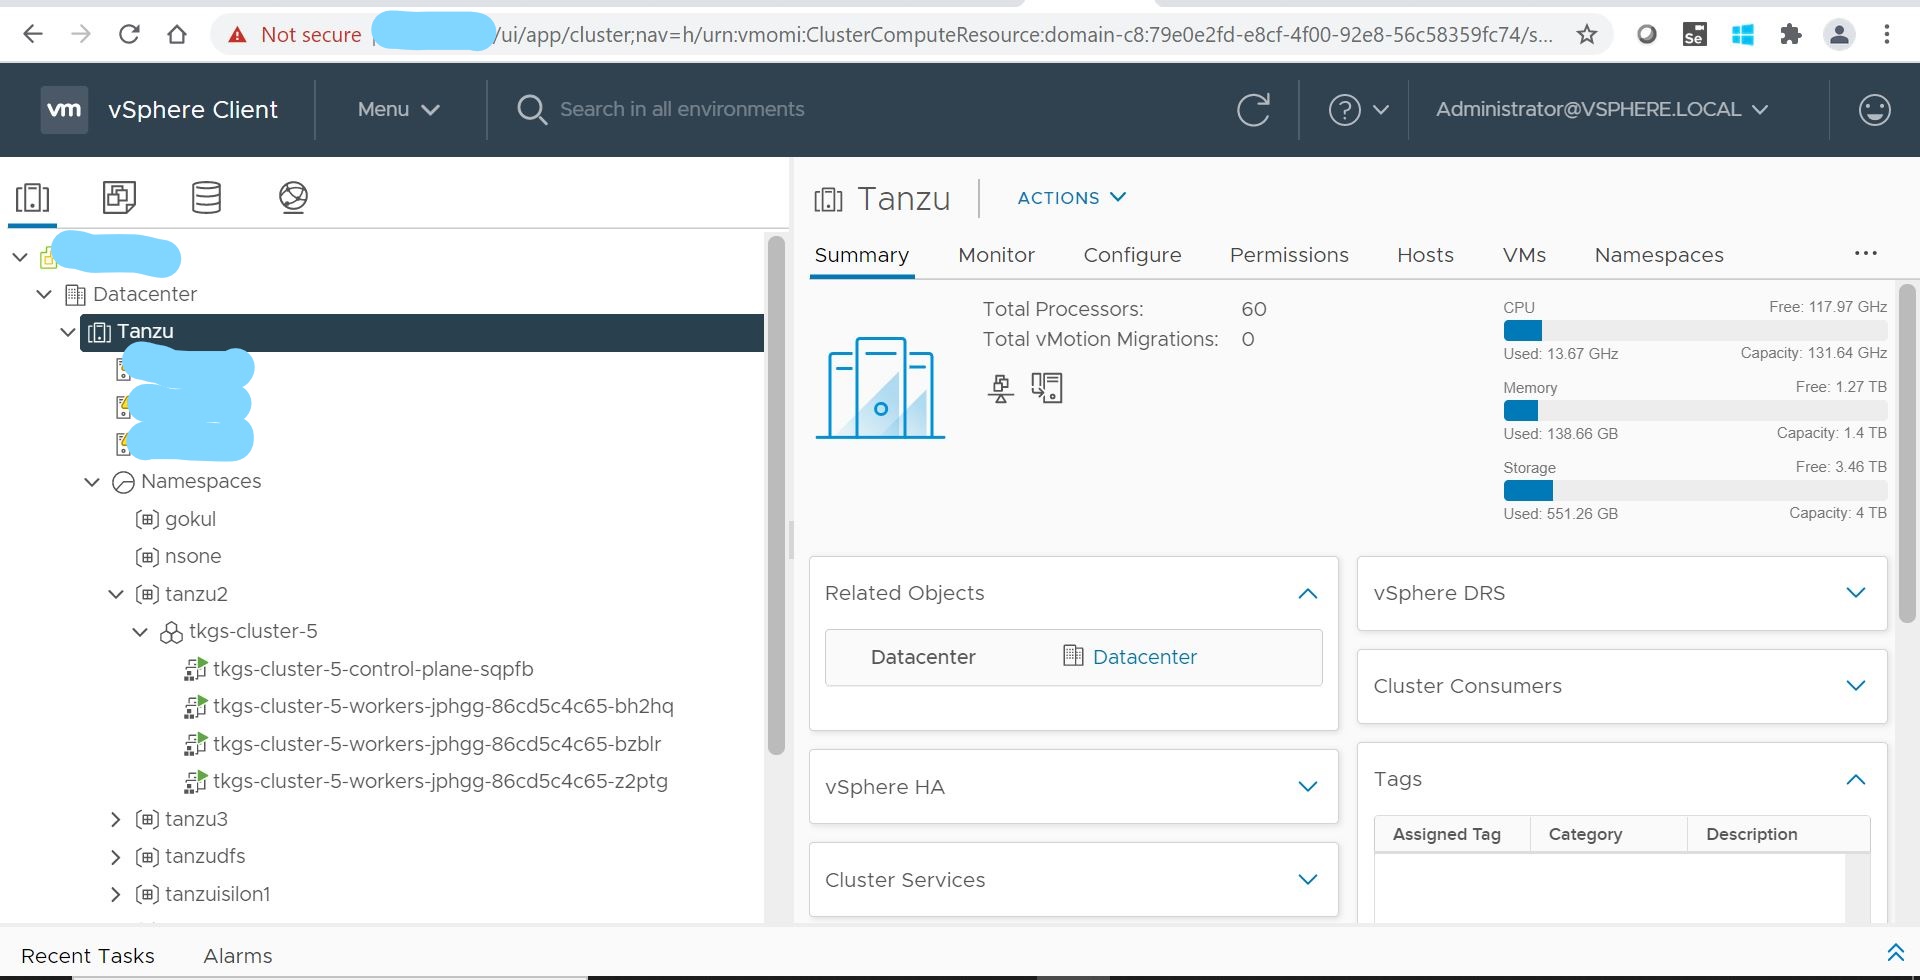 Not secure
/ui/app/cluster;nav=h/urn:vmomi:ClusterComputeResource:domain-c8:79e0e2fd-e8cf-4f00-92e8-56c58359fc74/s...
Se
vm vSphere Client
Menu
Search in all environments
Administrator@VSPHERE.LOCAL
Datacenter
Tanzu
Namespaces
gokul
nsone
tanzu2
tkgs-cluster-5
tkgs-cluster-5-control-plane-sqpfb
tkgs-cluster-5-workers-jphgg-86cd5c4c65-bh2hq
tkgs-cluster-5-workers-jphgg-86cd5c4c65-bzblr
tkgs-cluster-5-workers-jphgg-86cd5c4c65-z2ptg
tanzu3
tanzudfs
tanzuisilon1
Tanzu
ACTIONS
Summary Monitor Configure Permissions Hosts VMs Namespaces ...
Total Processors: 60
Total vMotion Migrations: 0
CPU Free: 117.97 GHz
Used: 13.67 GHz Capacity: 131.64 GHz
Memory Free: 1.27 TB
Used: 138.66 GB Capacity: 1.4 TB
Storage Free: 3.46 TB
Used: 551.26 GB Capacity: 4 TB
Related Objects
Datacenter Datacenter
vSphere HA
Cluster Services
vSphere DRS
Cluster Consumers
Tags
Assigned Tag Category Description
Recent Tasks Alarms